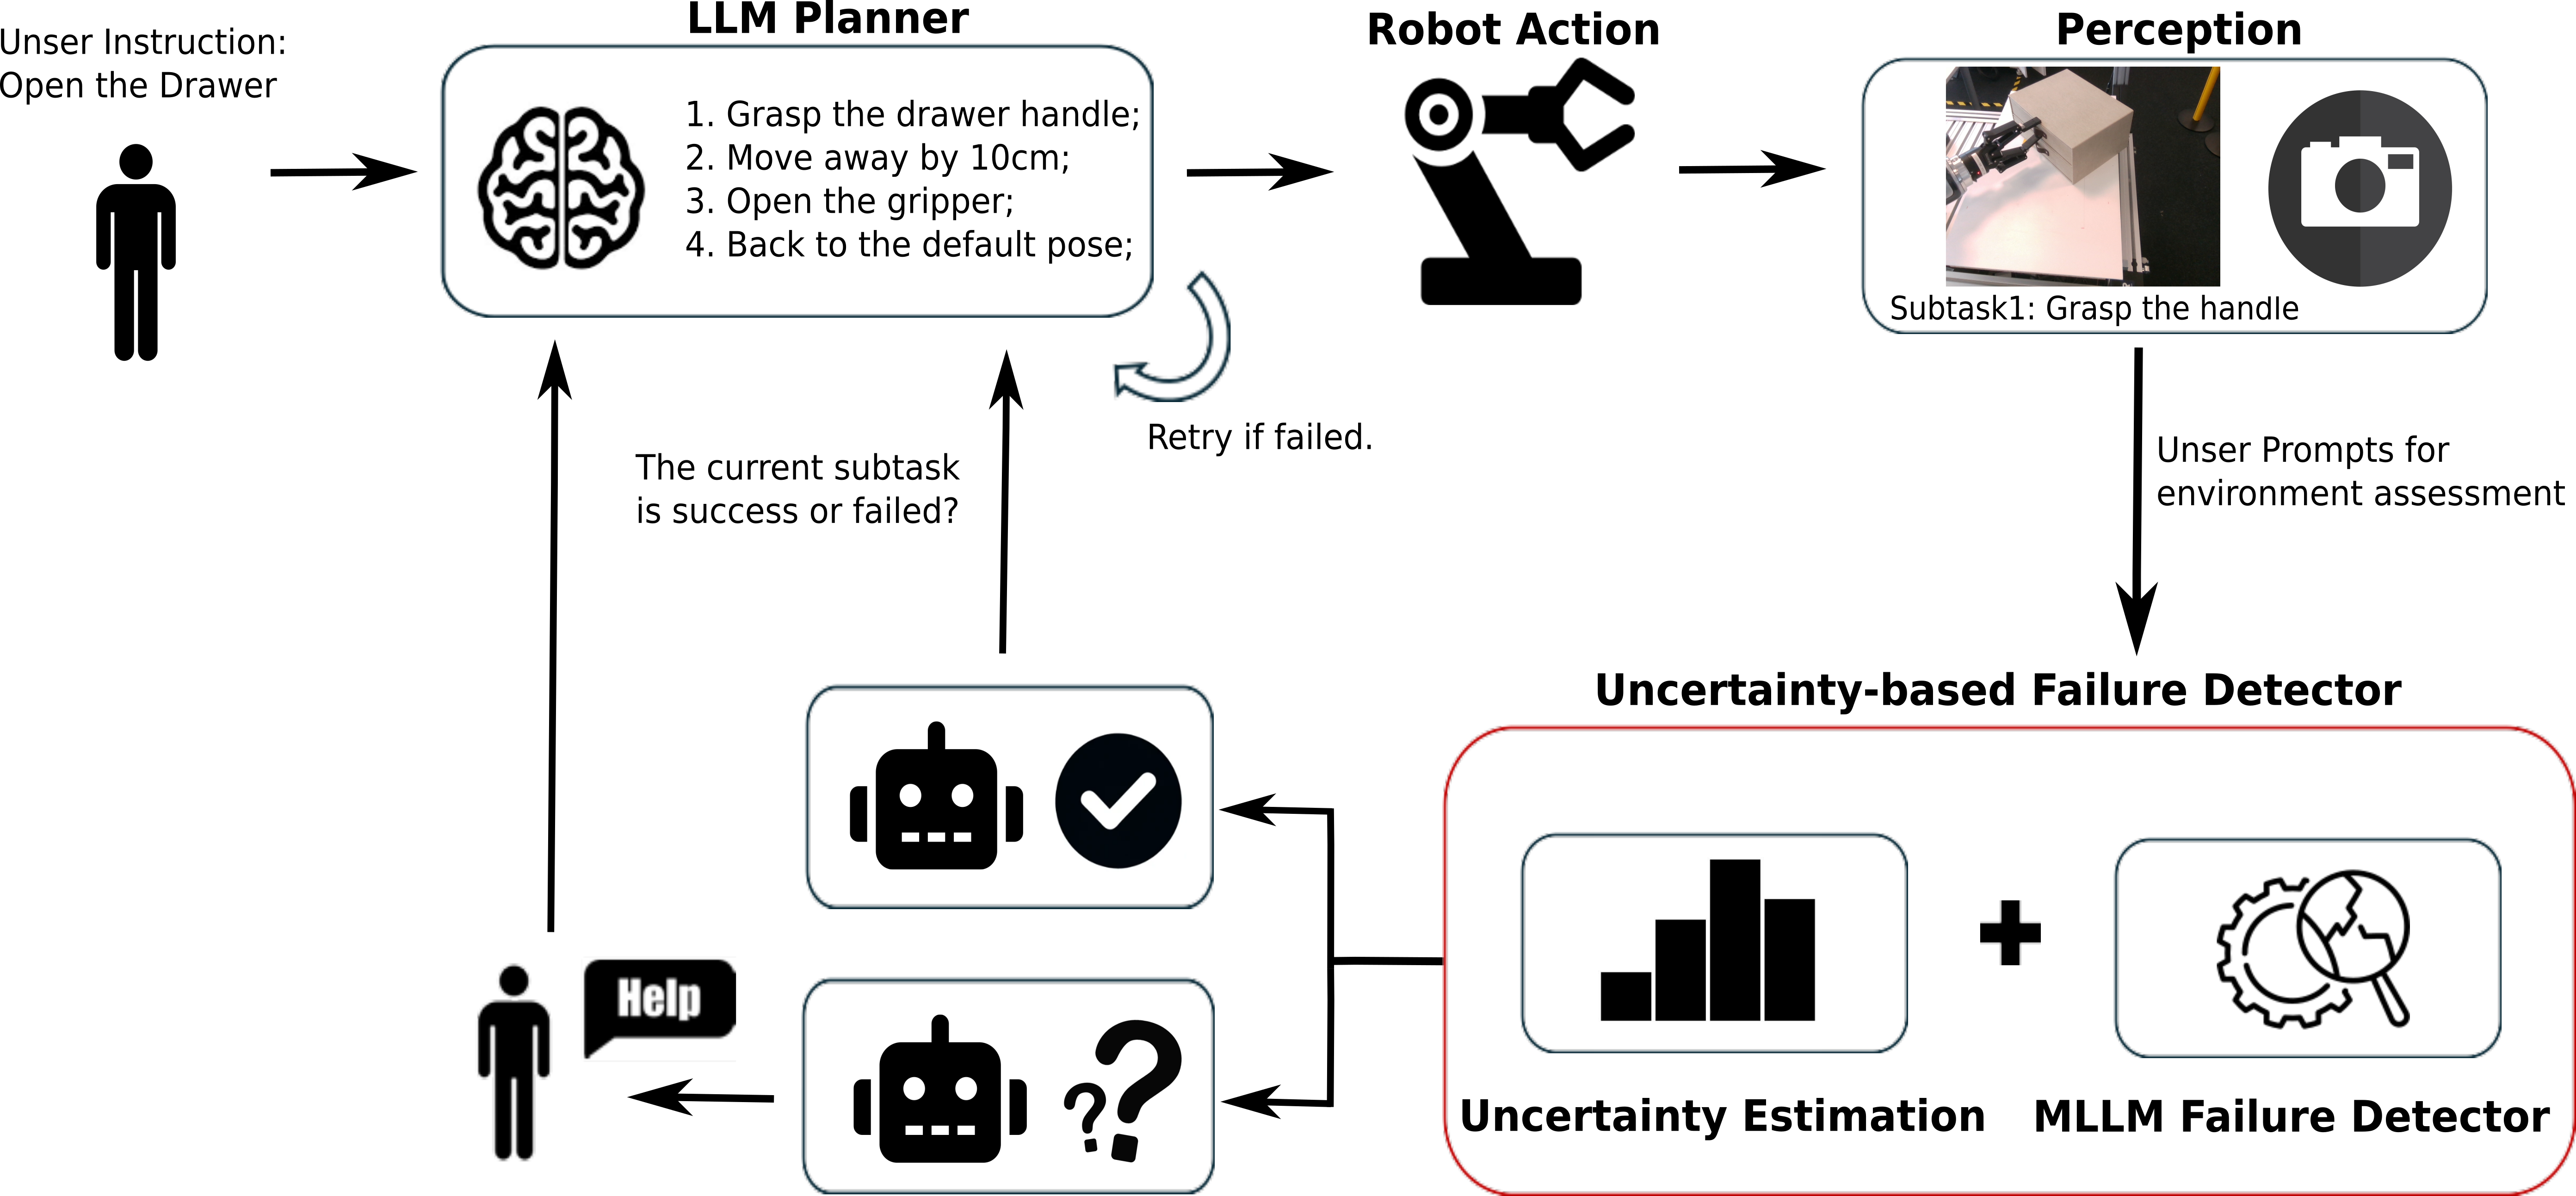 Unser Instruction:
Open the Drawer
LLM Planner
1. Grasp the drawer handle;
2. Move away by 10cm;
3. Open the gripper;
4. Back to the default pose;
Robot Action
Perception
Subtask1: Grasp the handle
Retry if failed.
The current subtask
is success or failed?
Unser Prompts for
environment assessment
Uncertainty-based Failure Detector
Help
??
Uncertainty Estimation
+
MLLM Failure Detector